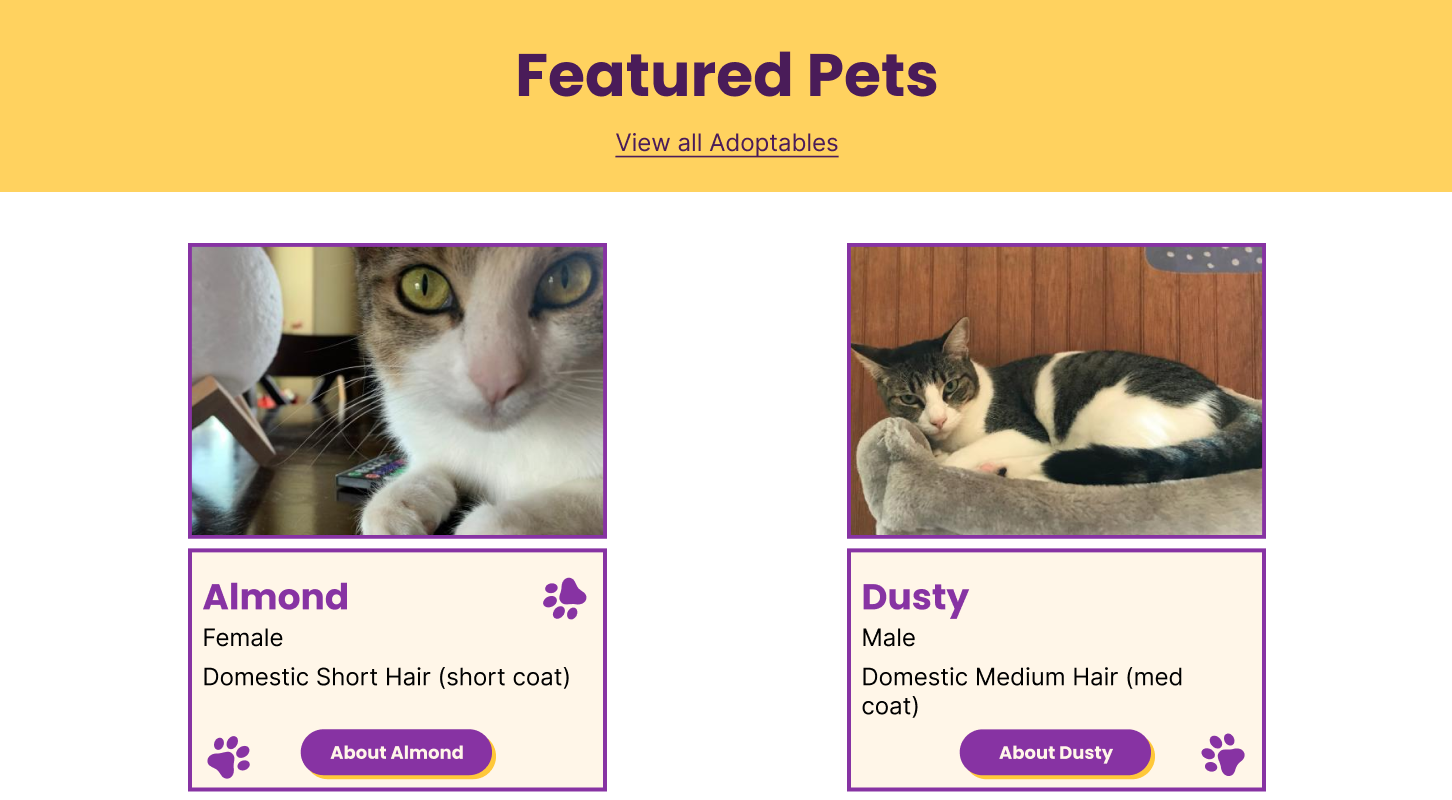 Featured Pets
View all Adoptables
Almond
Female
Domestic Short Hair (short coat)
About Almond
Dusty
Male
Domestic Medium Hair (med
coat)
About Dusty